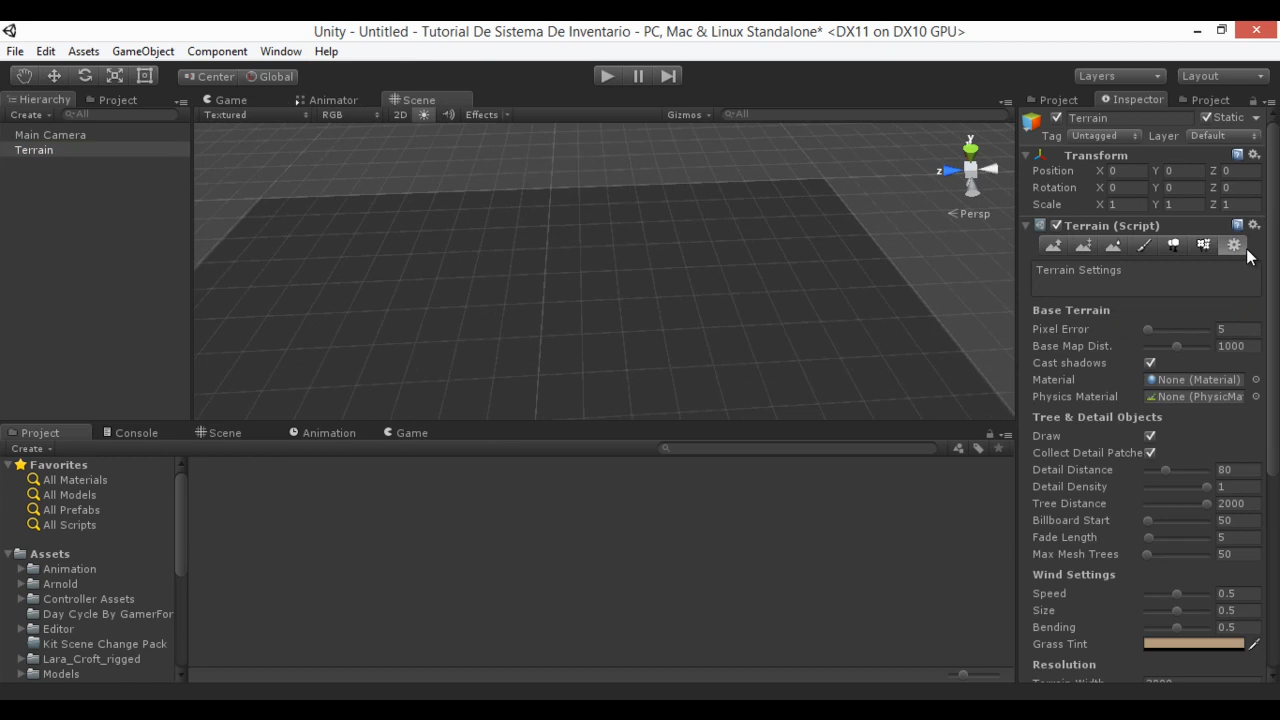 Unity - Untitled - Tutorial De Sistema De Inventario - PC, Mac & Linux Standalone* <DX11 on DX10 GPU>
File Edit Assets GameObject Component Window Help
Center Global Layers Layout
Hierarchy Project Game Animator Scene Project Inspector Project
Create All Textured RGB 2D Effects Gizmos All Terrain Static
Main Camera
Terrain
y
z
Persp
Tag Untagged Layer Default
Transform
Position X 0 Y 0 Z 0
Rotation X 0 Y 0 Z 0
Scale X 1 Y 1 Z 1
Terrain (Script)
Terrain Settings
Base Terrain
Pixel Error 5
Base Map Dist. 1000
Cast shadows
Material None (Material)
Physics Material None (PhysicMa
Tree & Detail Objects
Draw
Collect Detail Patche
Detail Distance 80
Detail Density 1
Tree Distance 2000
Billboard Start 50
Fade Length 5
Max Mesh Trees 50
Wind Settings
Speed 0.5
Size 0.5
Bending 0.5
Grass Tint
Resolution
Project Console Scene Animation Game
Create
Favorites
All Materials
All Models
All Prefabs
All Scripts
Assets
Animation
Arnold
Controller Assets
Day Cycle By GamerFor
Editor
Kit Scene Change Pack
Lara_Croft_rigged
Models